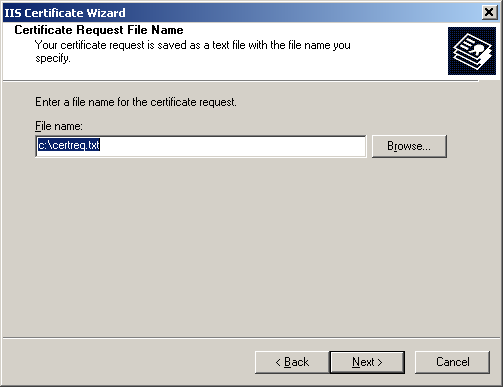 IIS Certificate Wizard
Certificate Request File Name
Your certificate request is saved as a text file with the file name you
specify.
Enter a file name for the certificate request.
File name:
c:\certreq.txt
Browse...
< Back
Next >
Cancel